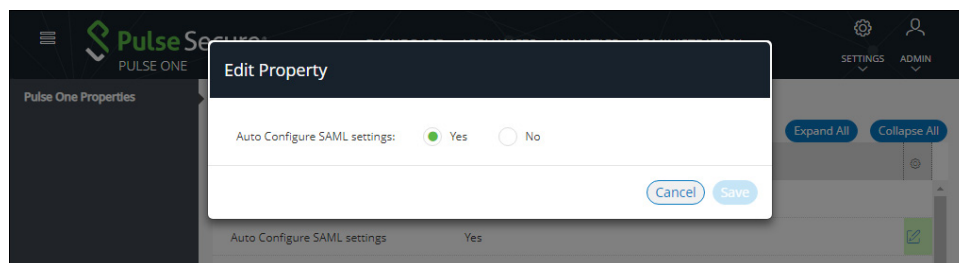 Pulse Se
PULSE ONE
SETTINGS
ADMIN
Pulse One Properties
Edit Property
Auto Configure SAML settings:
Yes
No
Expand All
Collapse All
Cancel
Save
Auto Configure SAML settings
Yes